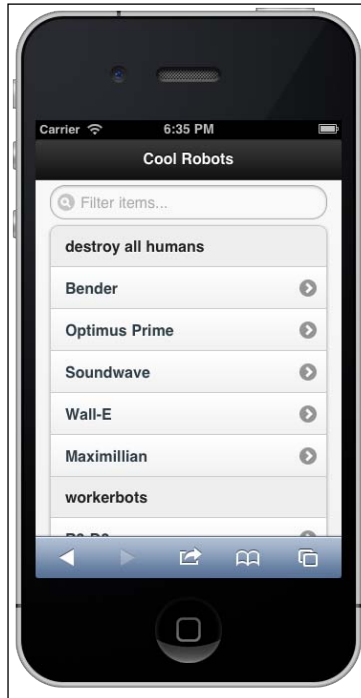 Carrier 6:35 PM
Cool Robots
Filter items...
destroy all humans
Bender
Optimus Prime
Soundwave
Wall-E
Maximillian
workerbots